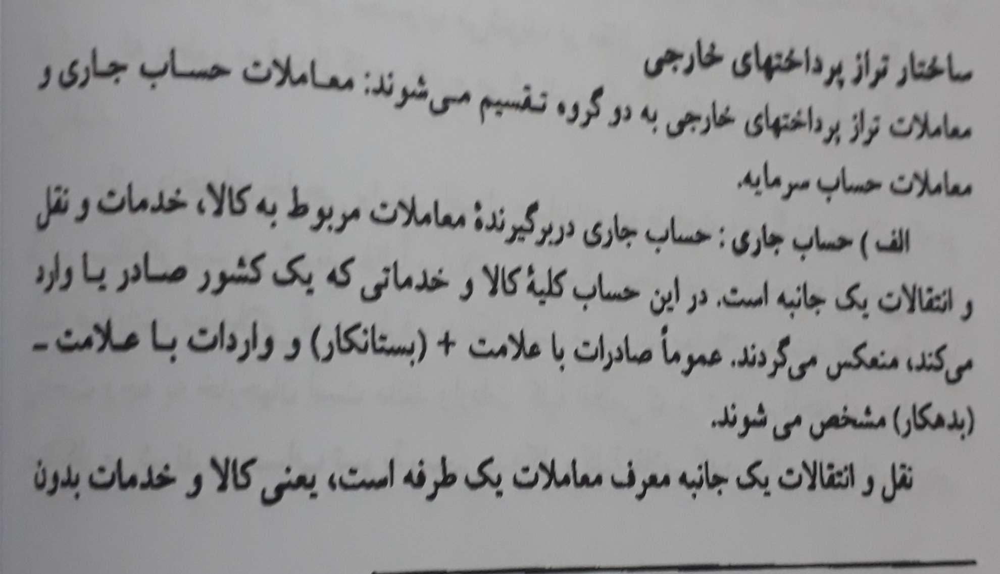 ساختار تراز پرداختهای خارجی
معاملات تراز پرداختهای خارجی به دو گروه تقسیم می‌شوند: معاملات حساب جاری و
معاملات حساب سرمایه.
الف ) حساب جاری : حساب جاری دربرگیرندهٔ معاملات مربوط به کالا، خدمات و نقل
و انتقالات یک جانبه است. در این حساب کلیهٔ کالا و خدماتی که یک کشور صادر یا وارد
می‌کند، منعکس می‌گردند. عموماً صادرات با علامت + (بستانکار) و واردات با علامت -
(بدهکار) مشخص می شوند.
نقل و انتقالات یک جانبه معرف معاملات یک طرفه است، یعنی کالا و خدمات بدون